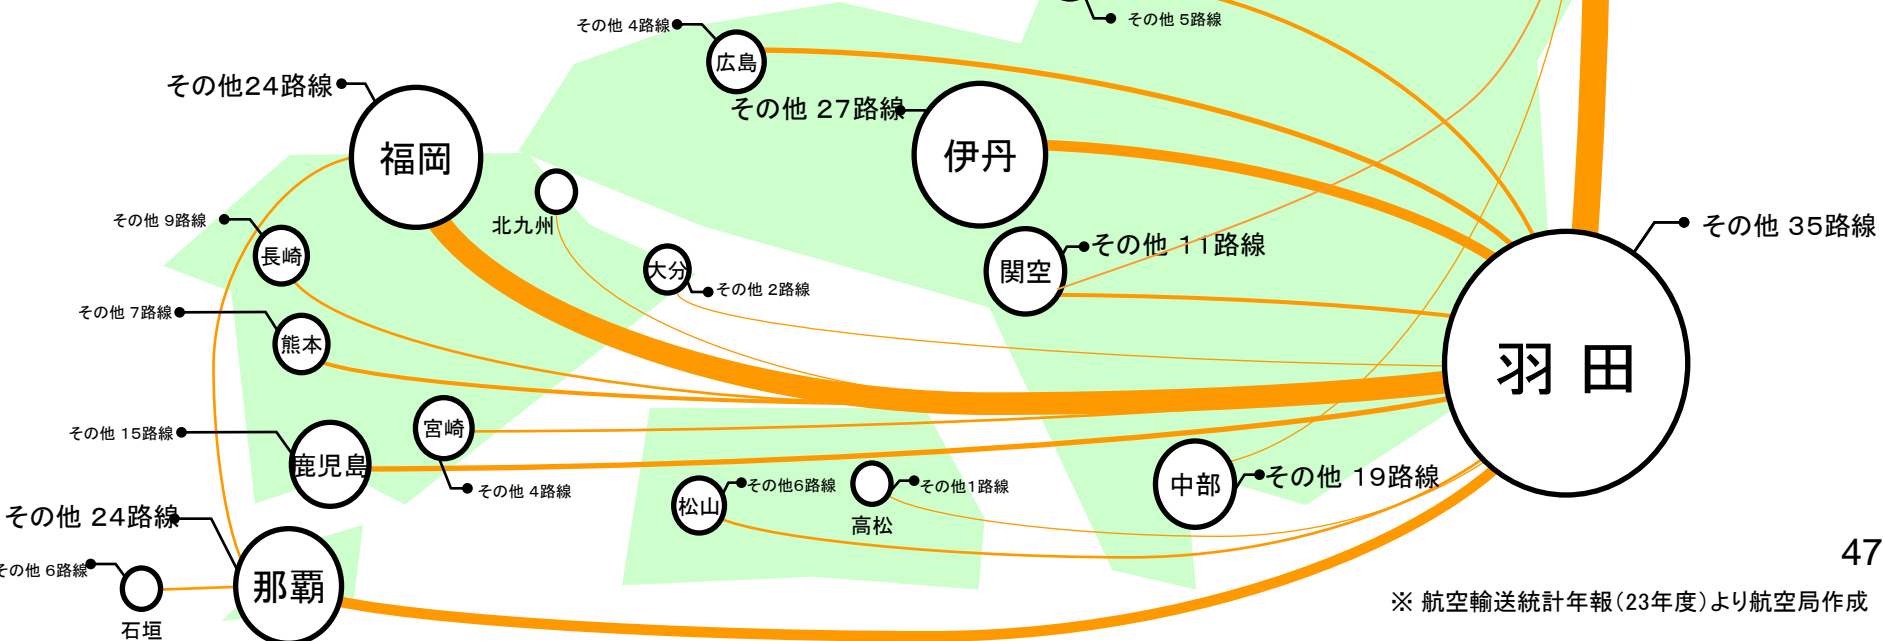 その他 4路線
その他 5路線
広島
その他24路線
その他 27路線
福岡
伊丹
北九州
その他 9路線
長崎
大分
その他 2路線
関空
その他 11路線
その他 35路線
その他 7路線
熊本
羽 田
その他 15路線
宮崎
鹿児島
その他 4路線
松山
その他6路線
その他1路線
高松
中部
その他 19路線
その他 24路線
その他 6路線
那覇
石垣
47
※ 航空輸送統計年報(23年度)より航空局作成